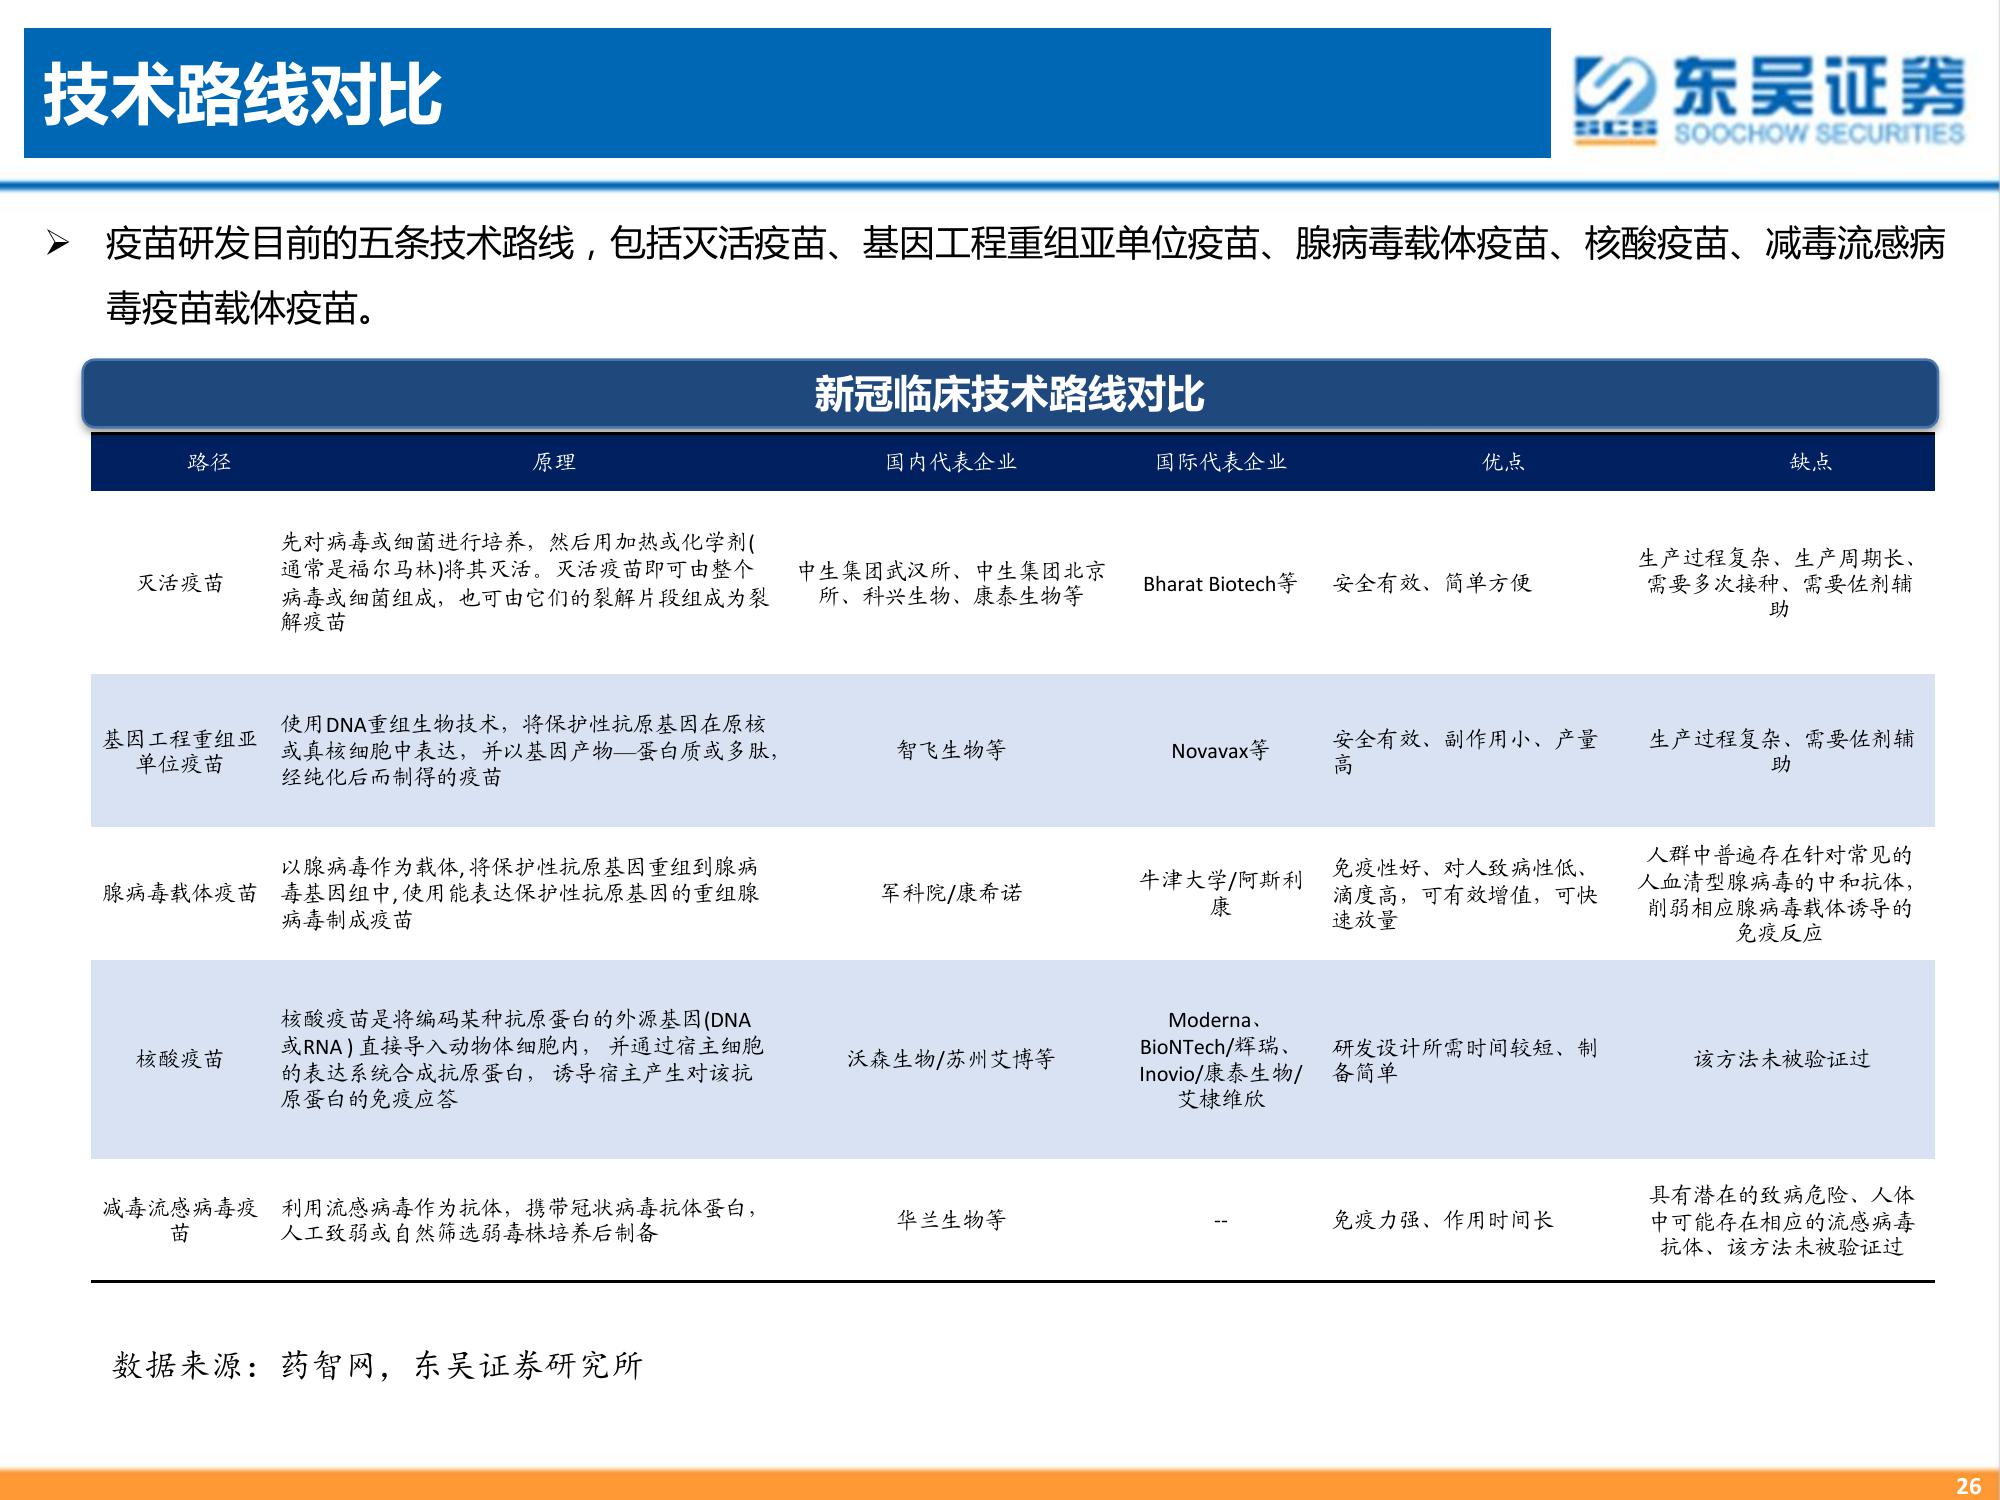 技术路线对比
东吴证券
SCS SOOCHOW SECURITIES
➢ 疫苗研发目前的五条技术路线，包括灭活疫苗、基因工程重组亚单位疫苗、腺病毒载体疫苗、核酸疫苗、减毒流感病
毒疫苗载体疫苗。
新冠临床技术路线对比
路径 原理 国内代表企业 国际代表企业 优点 缺点
灭活疫苗
先对病毒或细菌进行培养，然后用加热或化学剂(
通常是福尔马林)将其灭活。灭活疫苗即可由整个
病毒或细菌组成，也可由它们的裂解片段组成为裂
解疫苗
中生集团武汉所、中生集团北京
所、科兴生物、康泰生物等
Bharat Biotech等
安全有效、简单方便
生产过程复杂、生产周期长、
需要多次接种、需要佐剂辅
助
基因工程重组亚
单位疫苗
使用DNA重组生物技术，将保护性抗原基因在原核
或真核细胞中表达，并以基因产物—蛋白质或多肽，
经纯化后而制得的疫苗
智飞生物等
Novavax等
安全有效、副作用小、产量
高
生产过程复杂、需要佐剂辅
助
腺病毒载体疫苗
以腺病毒作为载体,将保护性抗原基因重组到腺病
毒基因组中,使用能表达保护性抗原基因的重组腺
病毒制成疫苗
军科院/康希诺
牛津大学/阿斯利
康
免疫性好、对人致病性低、
滴度高，可有效增值，可快
速放量
人群中普遍存在针对常见的
人血清型腺病毒的中和抗体，
削弱相应腺病毒载体诱导的
免疫反应
核酸疫苗
核酸疫苗是将编码某种抗原蛋白的外源基因(DNA
或RNA ) 直接导入动物体细胞内， 并通过宿主细胞
的表达系统合成抗原蛋白， 诱导宿主产生对该抗
原蛋白的免疫应答
沃森生物/苏州艾博等
Moderna、
BioNTech/辉瑞、
Inovio/康泰生物/
艾棣维欣
研发设计所需时间较短、制
备简单
该方法未被验证过
减毒流感病毒疫
苗
利用流感病毒作为抗体，携带冠状病毒抗体蛋白，
人工致弱或自然筛选弱毒株培养后制备
华兰生物等
--
免疫力强、作用时间长
具有潜在的致病危险、人体
中可能存在相应的流感病毒
抗体、该方法未被验证过
数据来源：药智网，东吴证券研究所
26